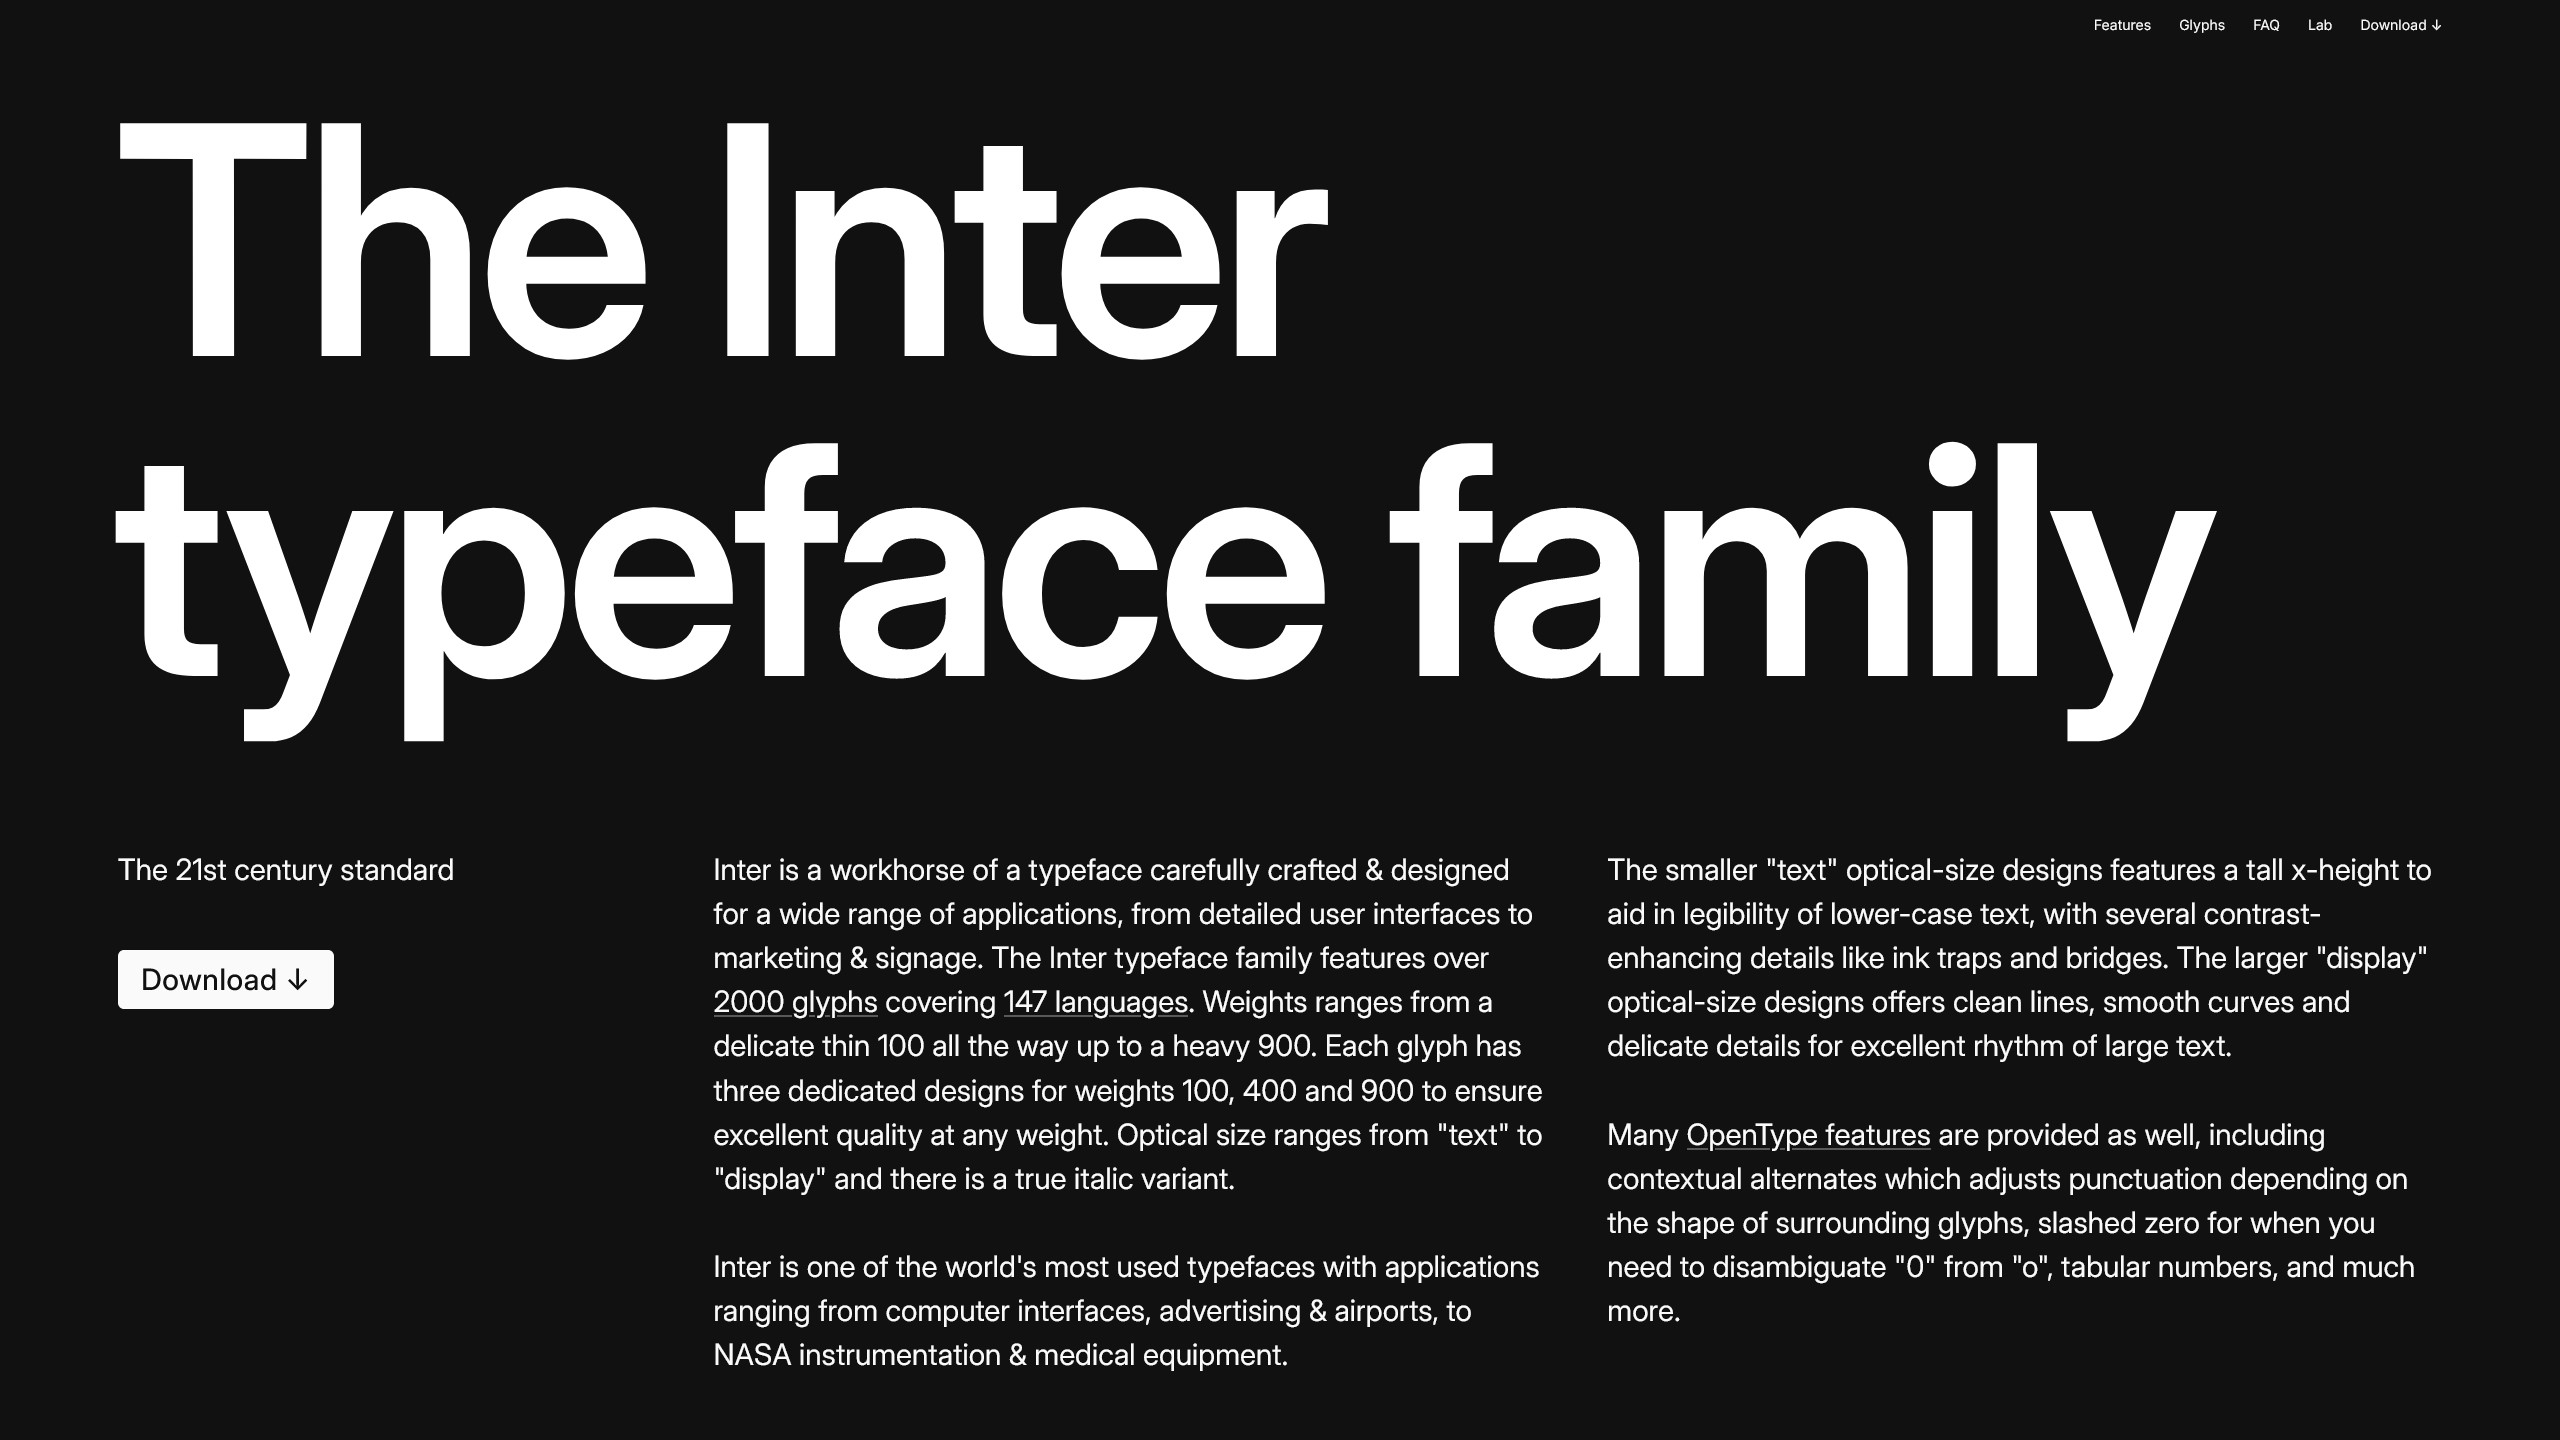 Features Glyphs FAQ Lab Download ↓
The Inter
typeface family
The 21st century standard
Download ↓
Inter is a workhorse of a typeface carefully crafted & designed
for a wide range of applications, from detailed user interfaces to
marketing & signage. The Inter typeface family features over
2000 glyphs covering 147 languages. Weights ranges from a
delicate thin 100 all the way up to a heavy 900. Each glyph has
three dedicated designs for weights 100, 400 and 900 to ensure
excellent quality at any weight. Optical size ranges from "text" to
"display" and there is a true italic variant.
Inter is one of the world's most used typefaces with applications
ranging from computer interfaces, advertising & airports, to
NASA instrumentation & medical equipment.
The smaller "text" optical-size designs features a tall x-height to
aid in legibility of lower-case text, with several contrast-
enhancing details like ink traps and bridges. The larger "display"
optical-size designs offers clean lines, smooth curves and
delicate details for excellent rhythm of large text.
Many OpenType features are provided as well, including
contextual alternates which adjusts punctuation depending on
the shape of surrounding glyphs, slashed zero for when you
need to disambiguate "0" from "o", tabular numbers, and much
more.